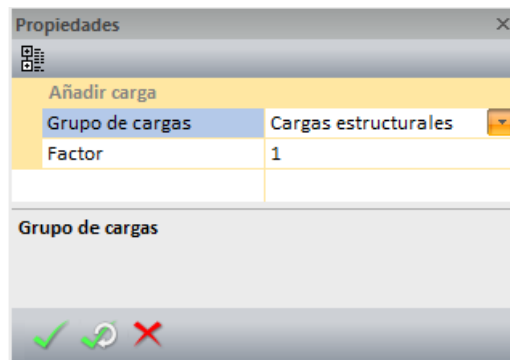 Propiedades
Añadir carga
Grupo de cargas Cargas estructurales
Factor 1
Grupo de cargas